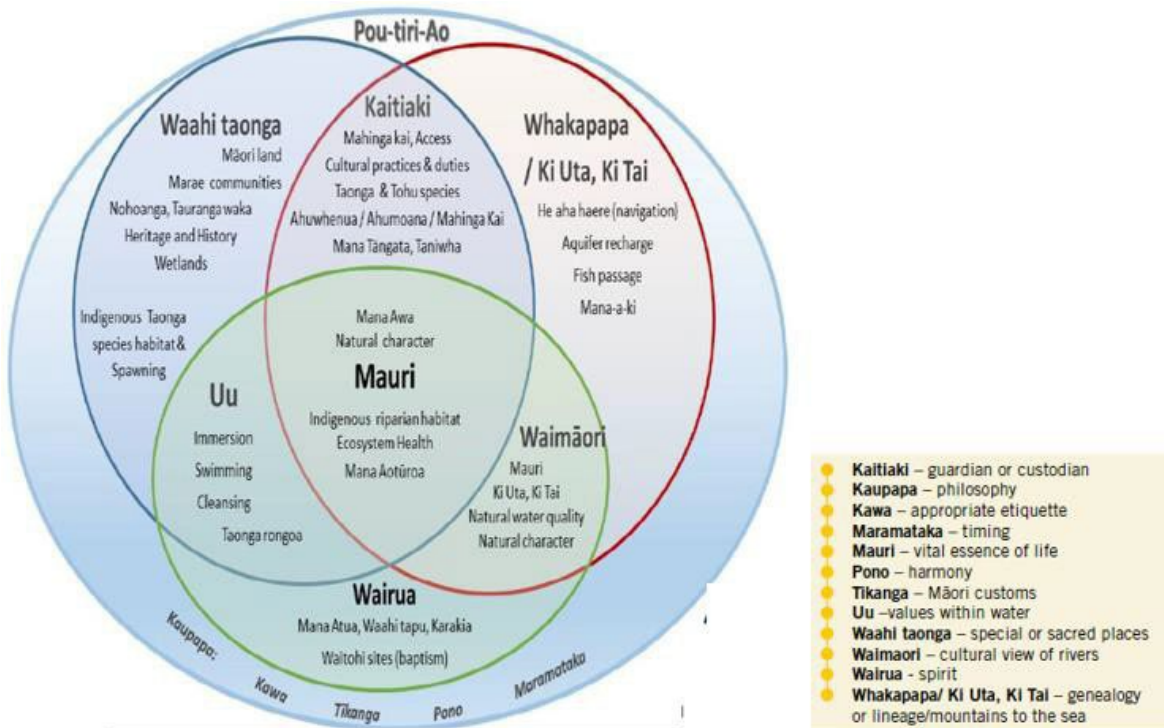 Pou-tiri-Ao
Waahi taonga
Māori land
Marae communities
Nohoanga, Tauranga waka
Heritage and History
Wetlands
Indigenous Taonga
species habitat &
Spawning
Kaitiaki
Mahinga kai, Access
Cultural practices & duties
Taonga & Tohu species
Ahuwhenua / Ahumoana / Mahinga Kai
Mana Tāngata, Taniwha
Whakapapa
/ Ki Uta, Ki Tai
He aha haere (navigation)
Aquifer recharge
Fish passage
Mana-a-ki
Mana Awa
Natural character
Mauri
Indigenous riparian habitat
Ecosystem Health
Mana Aotūroa
Uu
Immersion
Swimming
Cleansing
Taonga rongoa
Waimāori
Mauri
Ki Uta, Ki Tai
Natural water quality
Natural character
Wairua
Mana Atua, Waahi tapu, Karakia
Waitohi sites (baptism)
Kaupapa:
Kawa
Tikanga
Pono
Maramataka
Kaitiaki – guardian or custodian
Kaupapa – philosophy
Kawa – appropriate etiquette
Maramataka – timing
Mauri – vital essence of life
Pono – harmony
Tikanga – Māori customs
Uu –values within water
Waahi taonga – special or sacred places
Waimaori – cultural view of rivers
Wairua - spirit
Whakapapa/ Ki Uta, Ki Tai – genealogy
or lineage/mountains to the sea